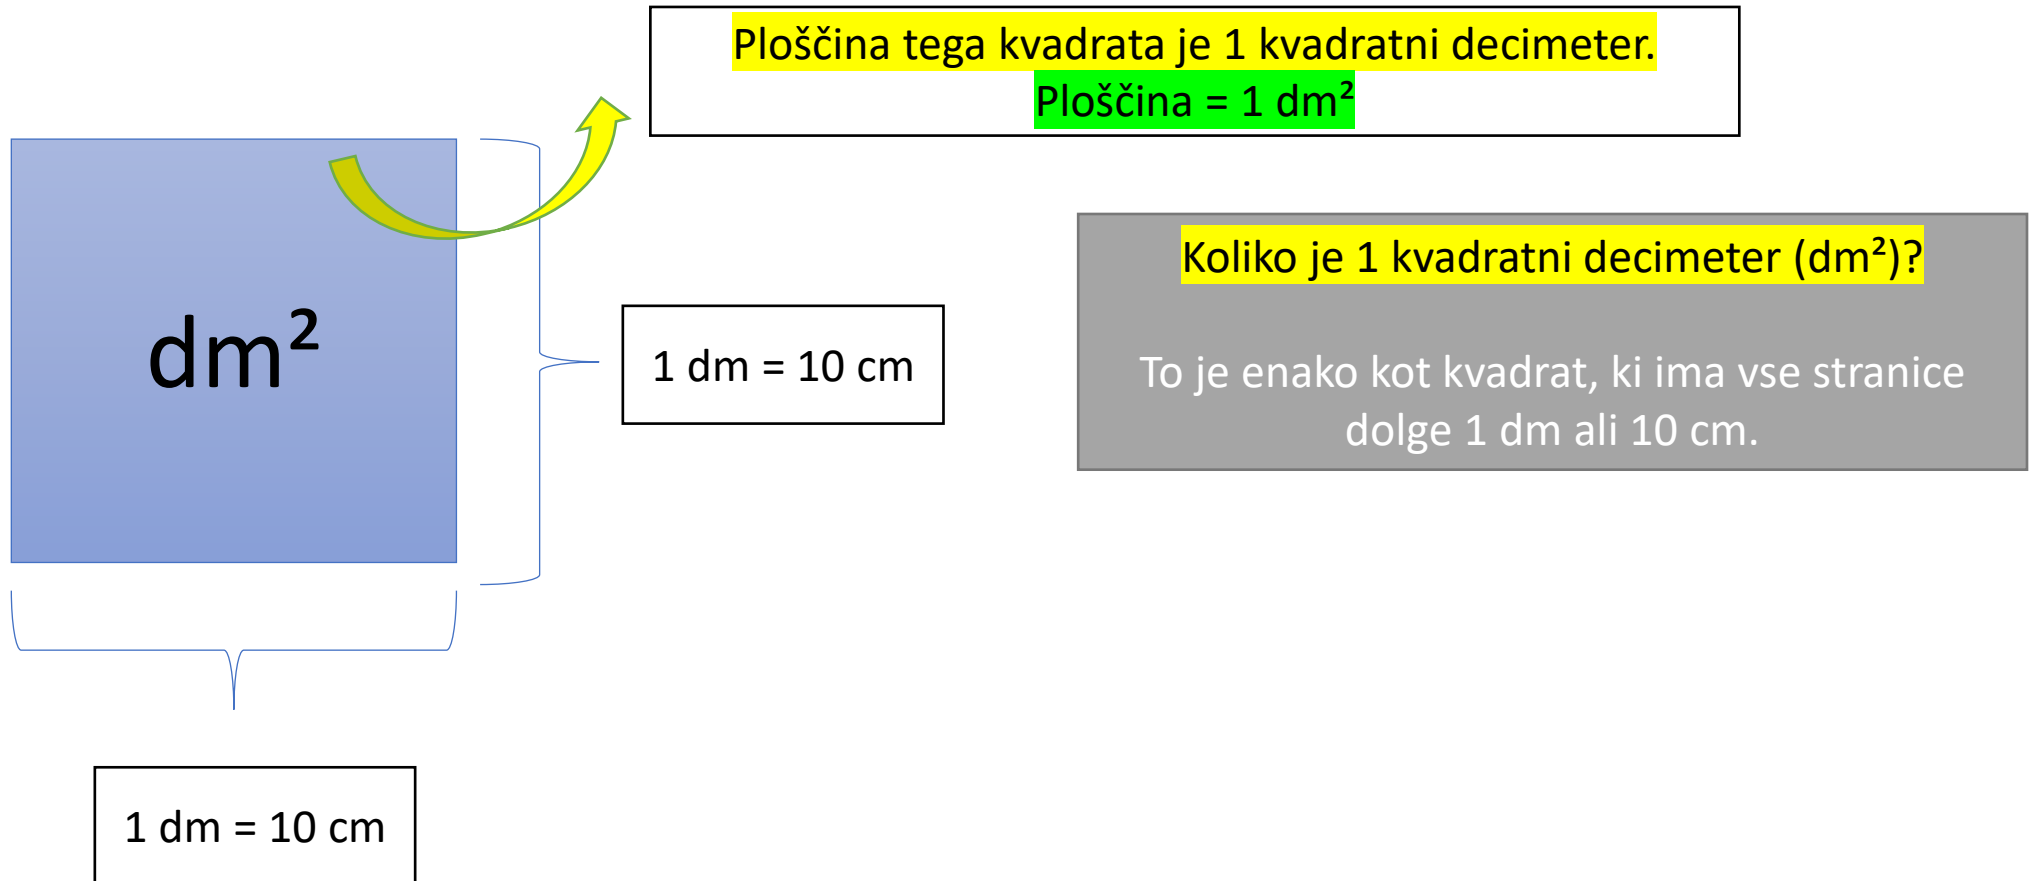 Ploščina tega kvadrata je 1 kvadratni decimeter.
Ploščina = 1 dm²
Koliko je 1 kvadratni decimeter (dm²)?
To je enako kot kvadrat, ki ima vse stranice
dolge 1 dm ali 10 cm.
dm²
1 dm = 10 cm
1 dm = 10 cm